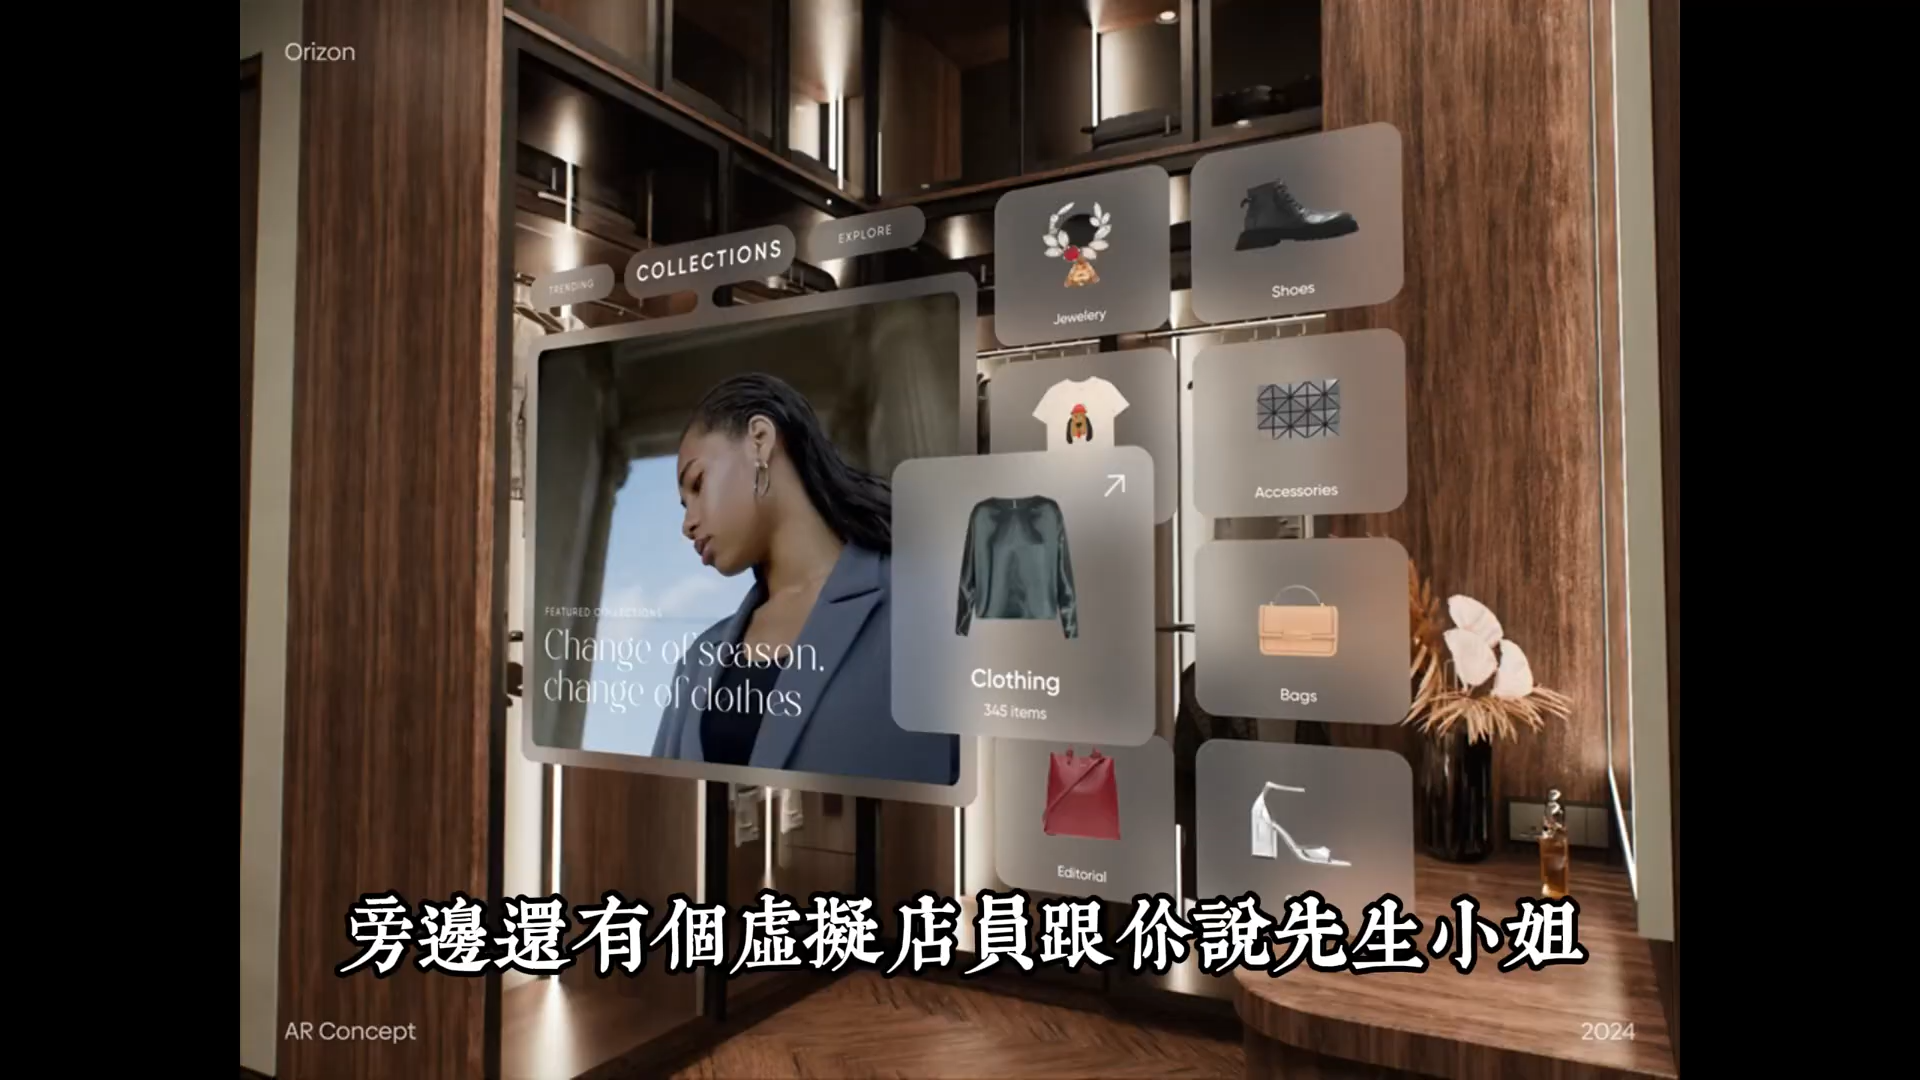 Orizon
TRENDING
COLLECTIONS
EXPLORE
Jewelery
Shoes
Accessories
FEATURED COLLECTIONS
Change of season,
change of clothes
Clothing
345 items
Bags
Editorial
旁邊還有個虛擬店員跟你說先生小姐
AR Concept
2024